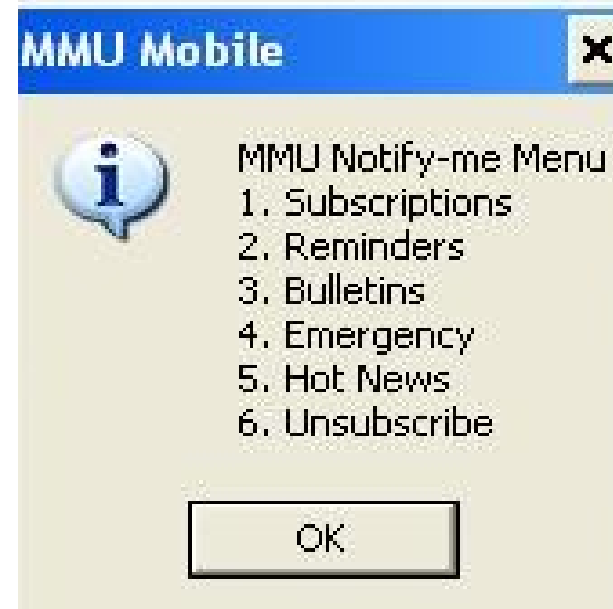 MMU Mobile
MMU Notify-me Menu
1. Subscriptions
2. Reminders
3. Bulletins
4. Emergency
5. Hot News
6. Unsubscribe
OK